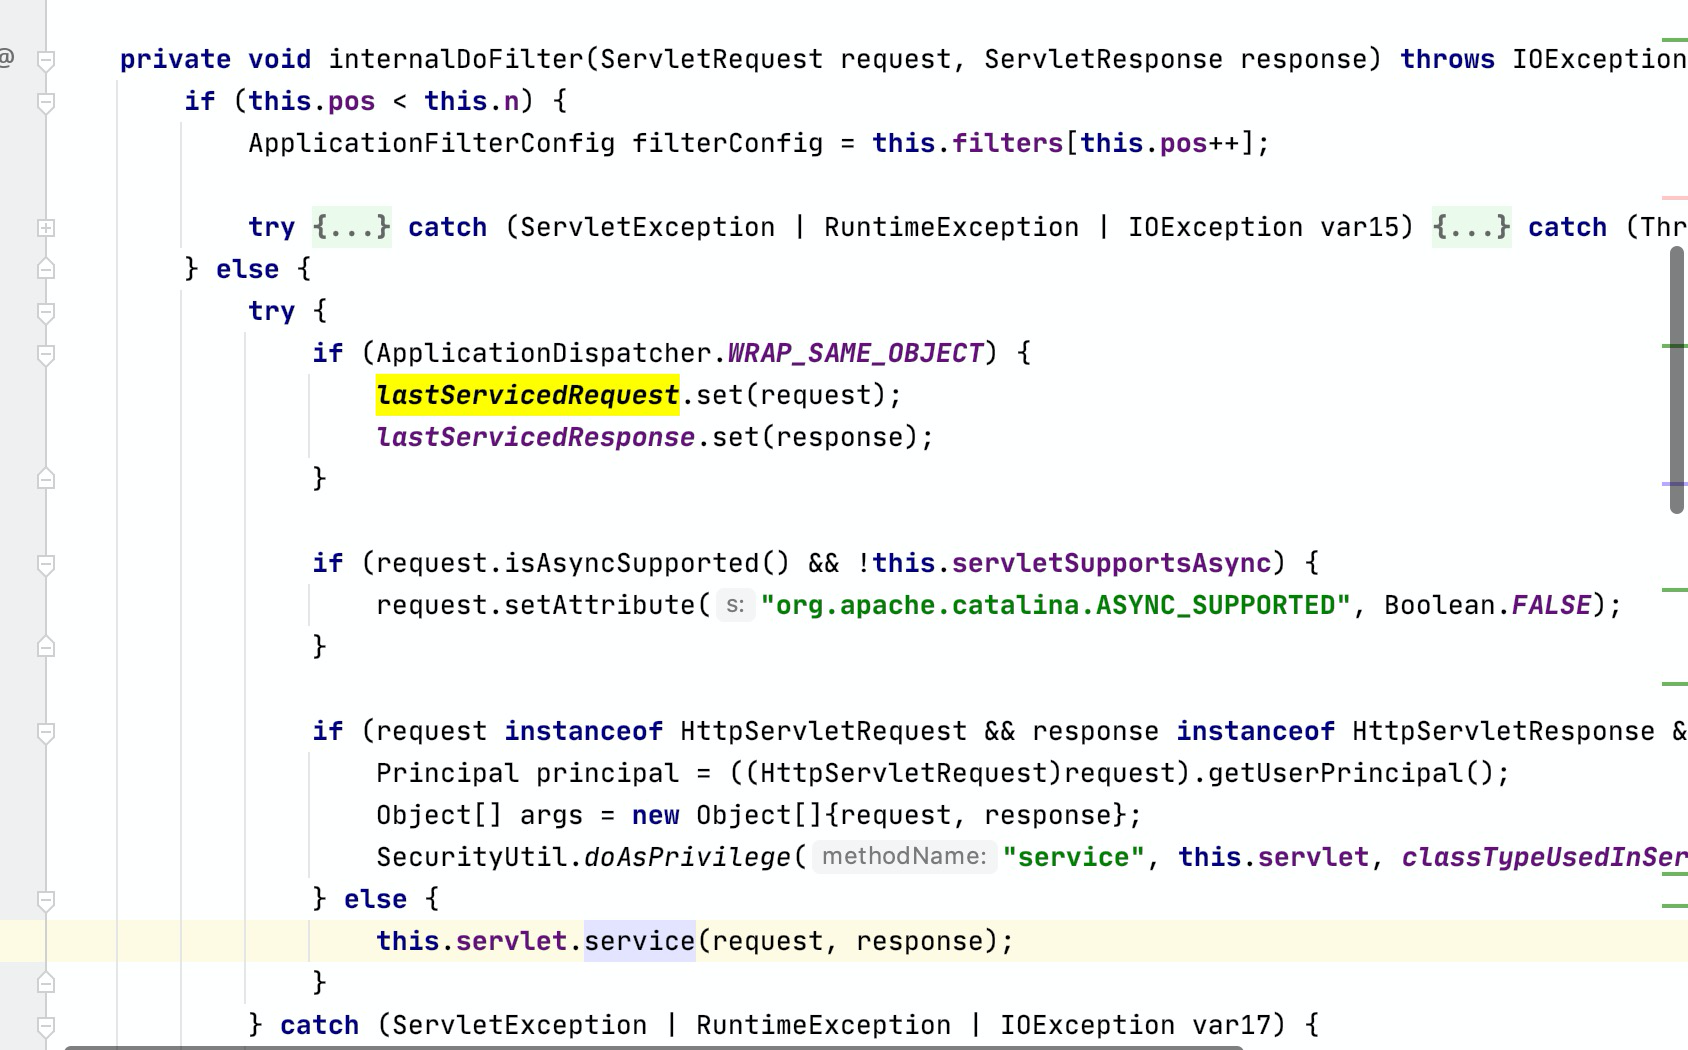 @ private void internalDoFilter(ServletRequest request, ServletResponse response) throws IOException
if (this.pos < this.n) {
ApplicationFilterConfig filterConfig = this.filters[this.pos++];
try {...} catch (ServletException | RuntimeException | IOException var15) {...} catch (Thr
} else {
try {
if (ApplicationDispatcher.WRAP_SAME_OBJECT) {
lastServicedRequest.set(request);
lastServicedResponse.set(response);
}
if (request.isAsyncSupported() && !this.servletSupportsAsync) {
request.setAttribute( s: "org.apache.catalina.ASYNC_SUPPORTED", Boolean.FALSE);
}
if (request instanceof HttpServletRequest && response instanceof HttpServletResponse &
Principal principal = ((HttpServletRequest)request).getUserPrincipal();
Object[] args = new Object[]{request, response};
SecurityUtil.doAsPrivilege( methodName: "service", this.servlet, classTypeUsedInSer
} else {
this.servlet.service(request, response);
}
} catch (ServletException | RuntimeException | IOException var17) {